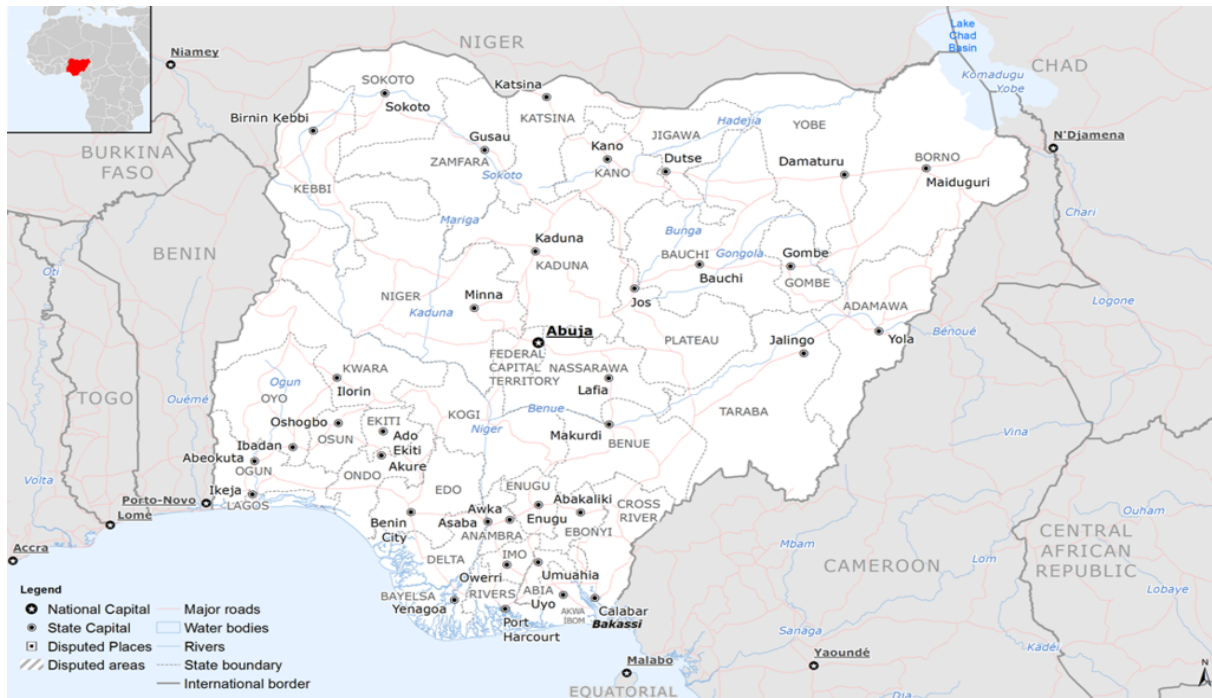 Lake
Chad
Basin
NIGER
Niamey
CHAD
Komadugu
Yobe
SOKOTO
Katsina
Sokoto
KATSINA
Hadejia
Birnin Kebbi
YOBE
JIGAWA
N'Djamena
Gusau
Kano
BURKINA
FASO
ZAMFARA
Dutse
Damaturu
BORNO
Sokoto
KANO
Maiduguri
KEBBI
Chari
Mariga
Bunga
Kaduna
BENIN
BAUCHI
Gongola
Gombe
KADUNA
Oti
Bauchi
GOMBE
NIGER
Minna
Jos
Logone
ADAMAWA
Kaduna
Abuja
Bénoué
PLATEAU
Jalingo
Yola
FEDERAL
CAPITAL
TERRITORY
NASSARAWA
KWARA
Ogun
Lafia
Ilorin
TOGO
Ouémé
OYO
Benue
TARABA
KOGI
Oshogbo
EKITI
Niger
Vina
Ado
Ekiti
Makurdi
BENUE
OSUN
Ibadan
Abeokuta
Akure
OGUN
ONDO
Volta
Ikeja
EDO
ENUGU
Abakaliki
CROSS
RIVER
Porto-Novo
LAGOS
Lomé
Awka
Ouham
Benin
City
Asaba
Enugu
EBONYI
ANAMBRA
CENTRAL
AFRICAN
REPUBLIC
Accra
Mbam
DELTA
IMO
Lom
CAMEROON
Owerri
Umuahia
Lobaye
Legend
BAYELSA
RIVERS
ABIA
Yenagoa
Uyo
AKWA
IBOM
Calabar
Bakassi
Port
Harcourt
National Capital
Major roads
State Capital
Water bodies
Disputed Places
Rivers
Disputed areas
State boundary
International border
Sanaga
Kadéï
Yaoundé
Malabo
N
EQUATORIAL
Dja